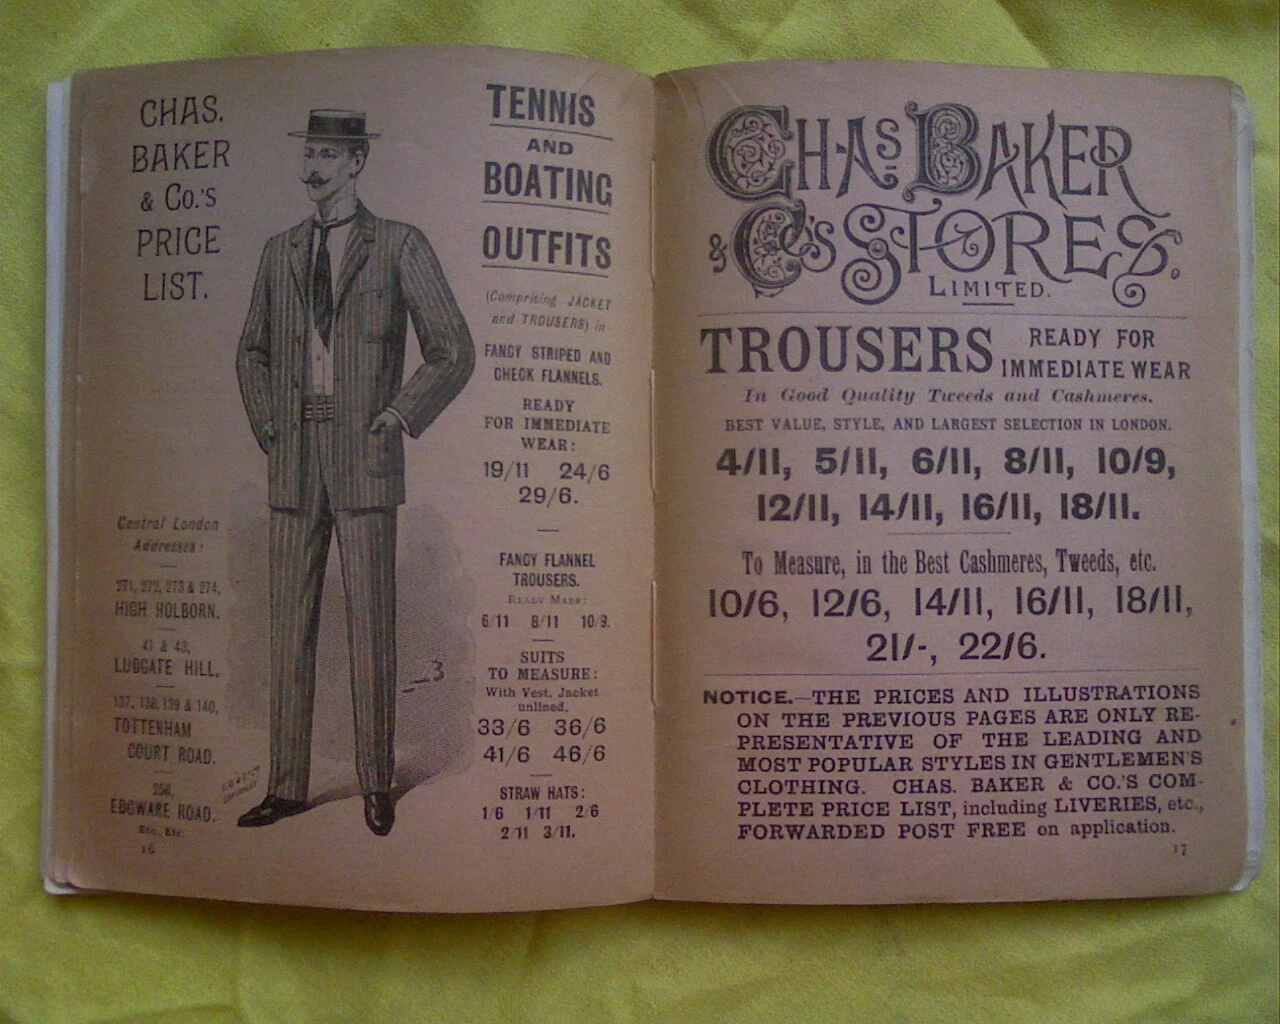 CHAS.
BAKER
& Co.'s
PRICE
LIST.
Central London
Addresses:
271, 272, 273 & 274,
HIGH HOLBORN.
41 & 43,
LUDGATE HILL.
137, 138, 139 & 140,
TOTTENHAM
COURT ROAD.
256,
EDGWARE ROAD.
Etc., Etc.
16
TENNIS
AND
BOATING
OUTFITS
(Comprising JACKET
and TROUSERS) in
FANCY STRIPED AND
CHECK FLANNELS.
READY
FOR IMMEDIATE
WEAR:
19/11 24/6
29/6.
FANCY FLANNEL
TROUSERS.
READY MADE:
6/11 8/11 10/9.
SUITS
TO MEASURE:
With Vest, Jacket
unlined,
33/6 36/6
41/6 46/6
STRAW HATS:
1/6 1/11 2/6
2/11 3/11.
CHAS. BAKER
& Co's STORES.
LIMITED.
TROUSERS READY FOR
IMMEDIATE WEAR
In Good Quality Tweeds and Cashmeres.
BEST VALUE, STYLE, AND LARGEST SELECTION IN LONDON.
4/11, 5/11, 6/11, 8/11, 10/9,
12/11, 14/11, 16/11, 18/11.
To Measure, in the Best Cashmeres, Tweeds, etc.
10/6, 12/6, 14/11, 16/11, 18/11,
21/-, 22/6.
NOTICE.—THE PRICES AND ILLUSTRATIONS
ON THE PREVIOUS PAGES ARE ONLY RE-
PRESENTATIVE OF THE LEADING AND
MOST POPULAR STYLES IN GENTLEMEN'S
CLOTHING. CHAS. BAKER & CO.'S COM-
PLETE PRICE LIST, including LIVERIES, etc.,
FORWARDED POST FREE on application.
17